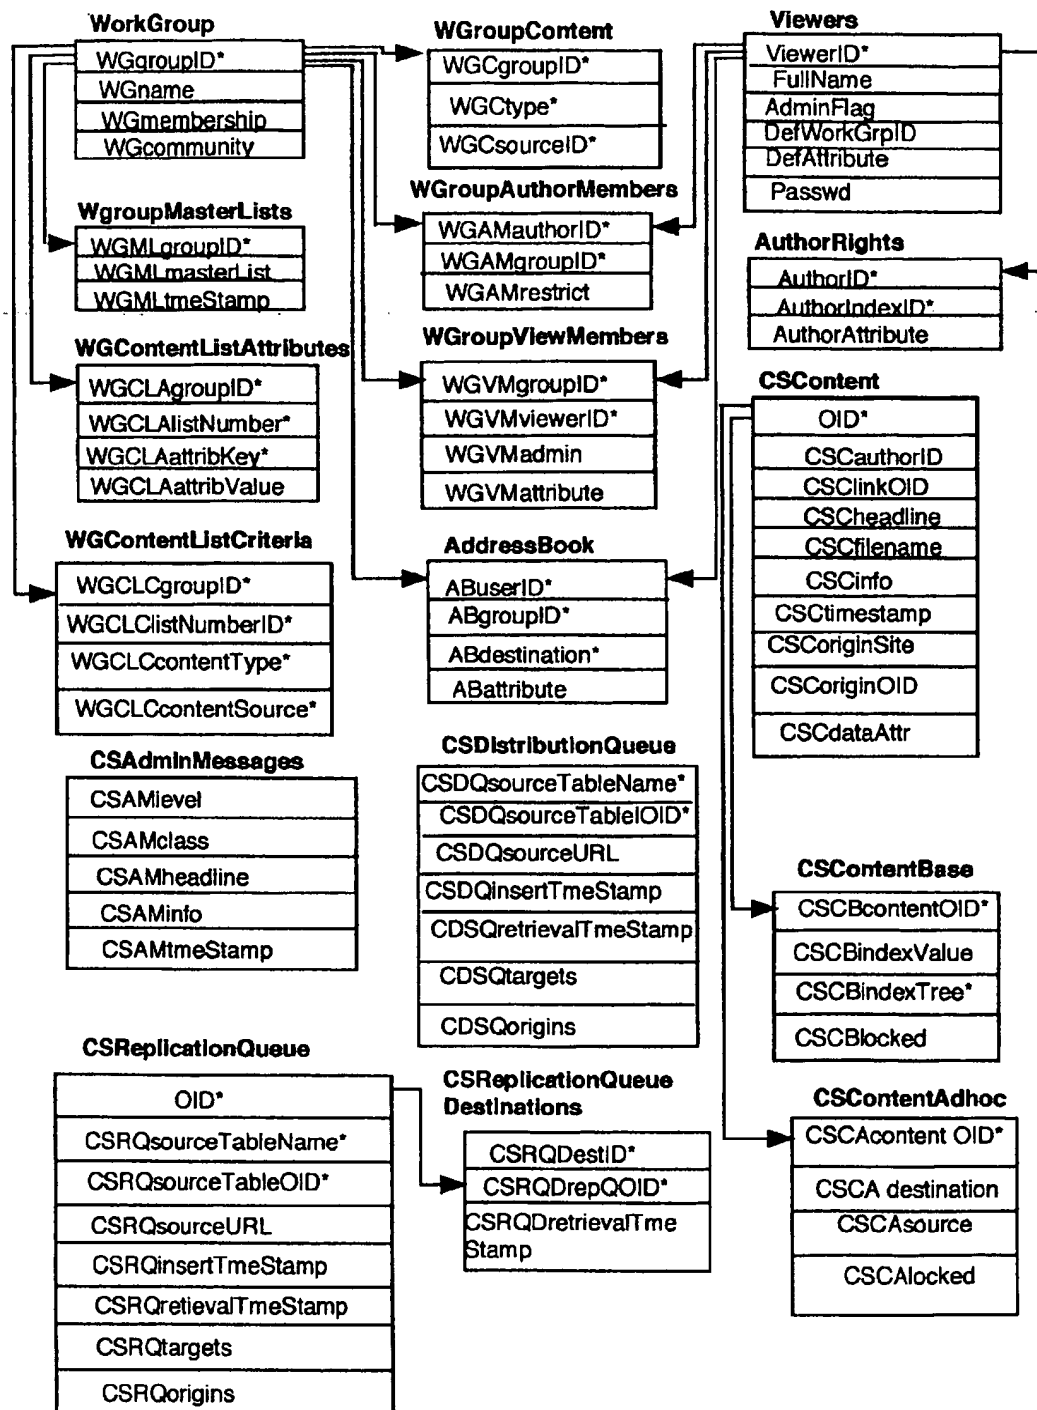 WorkGroup
WGgroupID*
WGname
WGmembership
WGcommunity
WgroupMasterLists
WGMLgroupID*
WGMLmasterList
WGMLtmeStamp
WGContentListAttributes
WGCLAgroupID*
WGCLAlistNumber*
WGCLAattribKey*
WGCLAattribValue
WGContentListCriteria
WGCLCgroupID*
WGCLClistNumberID*
WGCLCcontentType*
WGCLCcontentSource*
CSAdminMessages
CSAMlevel
CSAMclass
CSAMheadline
CSAMinfo
CSAMtmeStamp
CSReplicationQueue
OID*
CSRQsourceTableName*
CSRQsourceTableOID*
CSRQsourceURL
CSRQinsertTmeStamp
CSRQretievalTmeStamp
CSRQtargets
CSRQorigins
WGroupContent
WGCgroupID*
WGCtype*
WGCsourceID*
WGroupAuthorMembers
WGAMauthorID*
WGAMgroupID*
WGAMrestrict
WGroupViewMembers
WGVMgroupID*
WGVMviewerID*
WGVMadmin
WGVMattribute
AddressBook
ABuserID*
ABgroupID*
ABdestination*
ABattribute
CSDistributionQueue
CSDQsourceTableName*
CSDQsourceTablelOID*
CSDQsourceURL
CSDQinsertTmeStamp
CDSQretrievalTmeStamp
CDSQtargets
CDSQorigins
CSReplicationQueue
Destinations
CSRQDestID*
CSRQDrepQOID*
CSRQDretrievalTme
Stamp
Viewers
ViewerID*
FullName
AdminFlag
DefWorkGrpID
DefAttribute
Passwd
AuthorRights
AuthorID*
AuthorIndexID*
AuthorAttribute
CSContent
OID*
CSCauthorID
CSClinkOID
CSCheadline
CSCfilename
CSCinfo
CSCtimestamp
CSCoriginSite
CSCoriginOID
CSCdataAttr
CSContentBase
CSCBcontentOID*
CSCBindexValue
CSCBindexTree*
CSCBlocked
CSContentAdhoc
CSCAcontent OID*
CSCA destination
CSCAsource
CSCAlocked